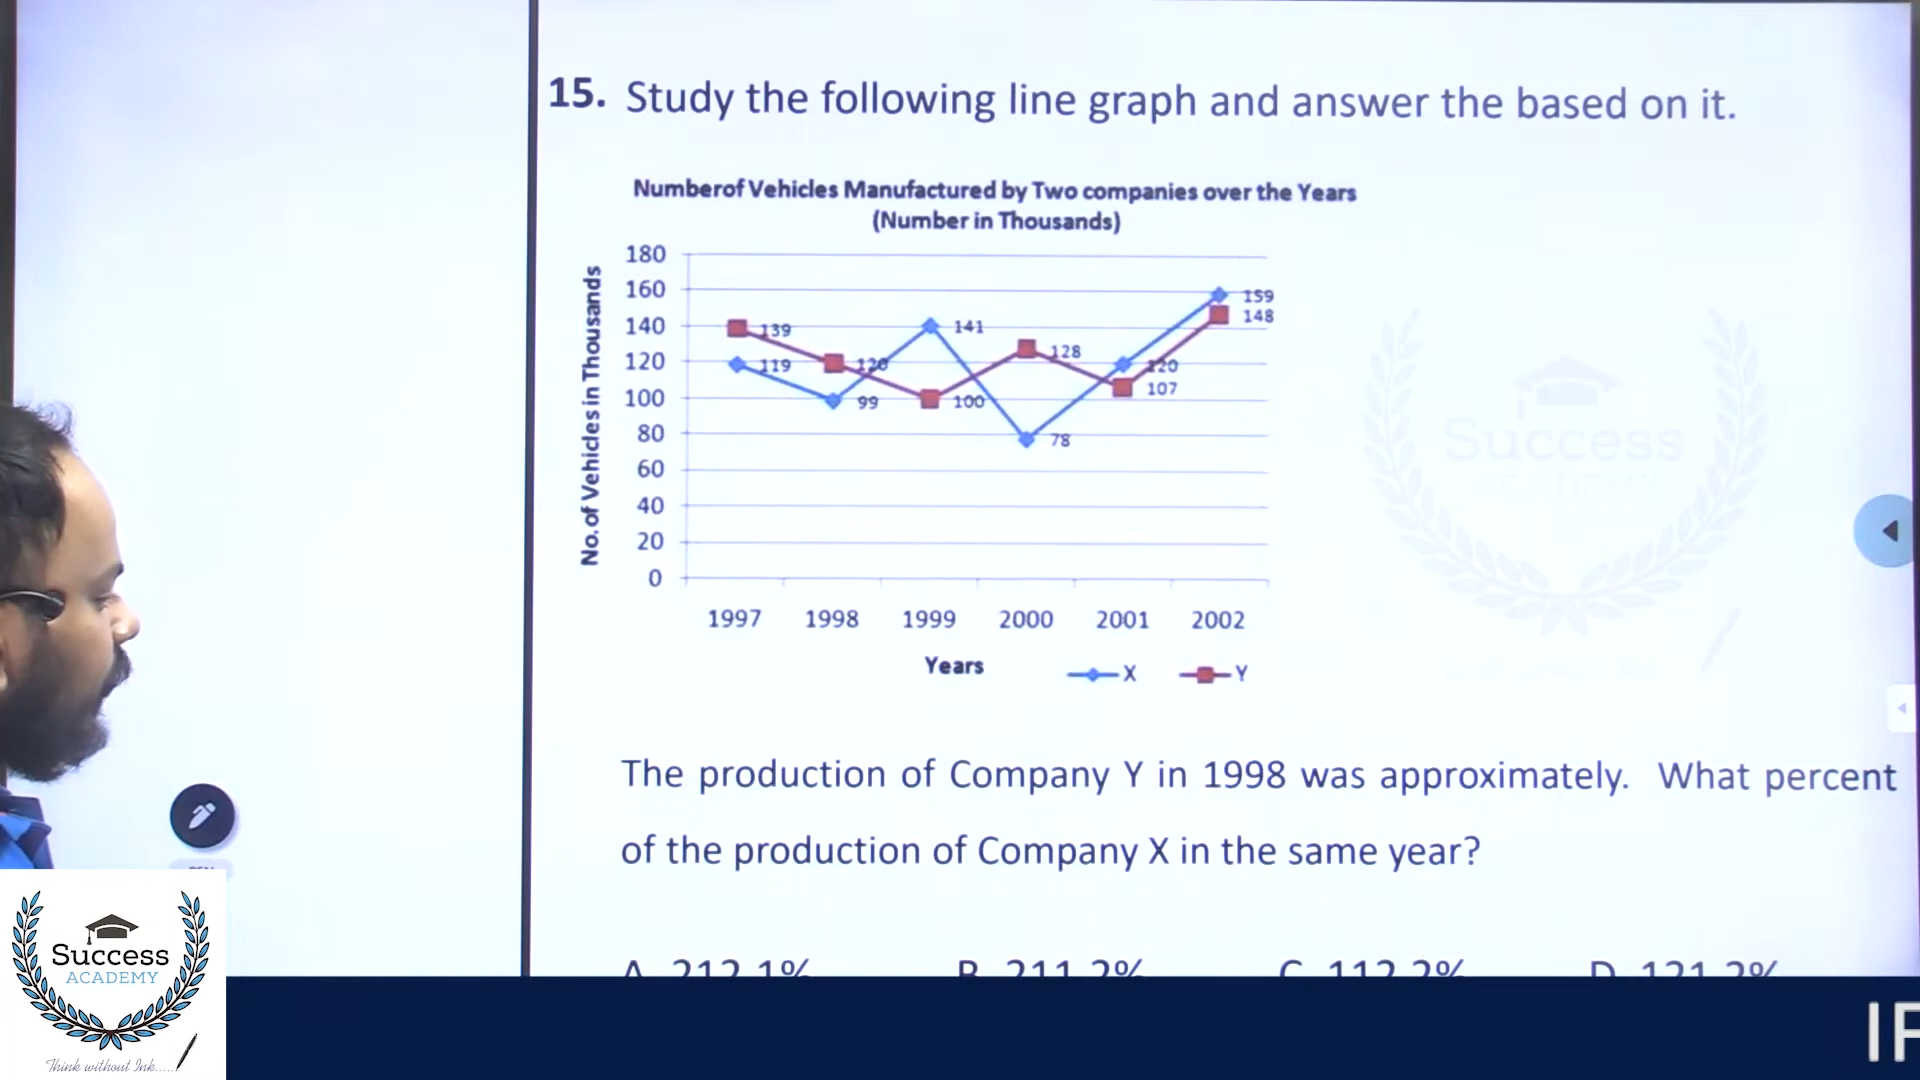 15. Study the following line graph and answer the based on it.
Numberof Vehicles Manufactured by Two companies over the Years
(Number in Thousands)
No. of Vehicles in Thousands
180
160
140
120
100
80
60
40
20
0
139
119
120
99
141
100
128
78
120
107
159
148
1997 1998 1999 2000 2001 2002
Years
X Y
Success
ACADEMY
The production of Company Y in 1998 was approximately. What percent
of the production of Company X in the same year?
Success
ACADEMY
Think without Ink.....